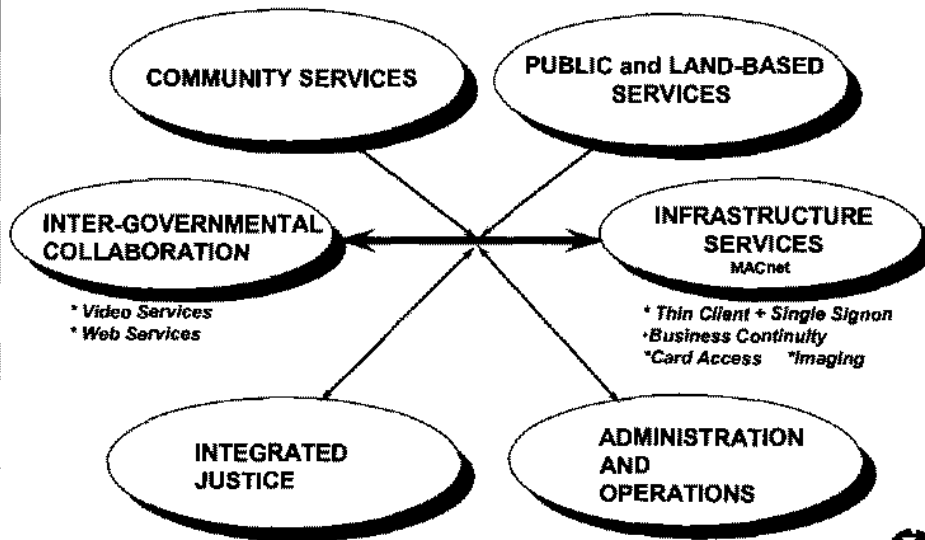 COMMUNITY SERVICES
PUBLIC and LAND-BASED
SERVICES
INTER-GOVERNMENTAL
COLLABORATION
* Video Services
* Web Services
INFRASTRUCTURE
SERVICES
MACnet
* Thin Client + Single Signon
•Business Continuity
*Card Access *Imaging
INTEGRATED
JUSTICE
ADMINISTRATION
AND
OPERATIONS